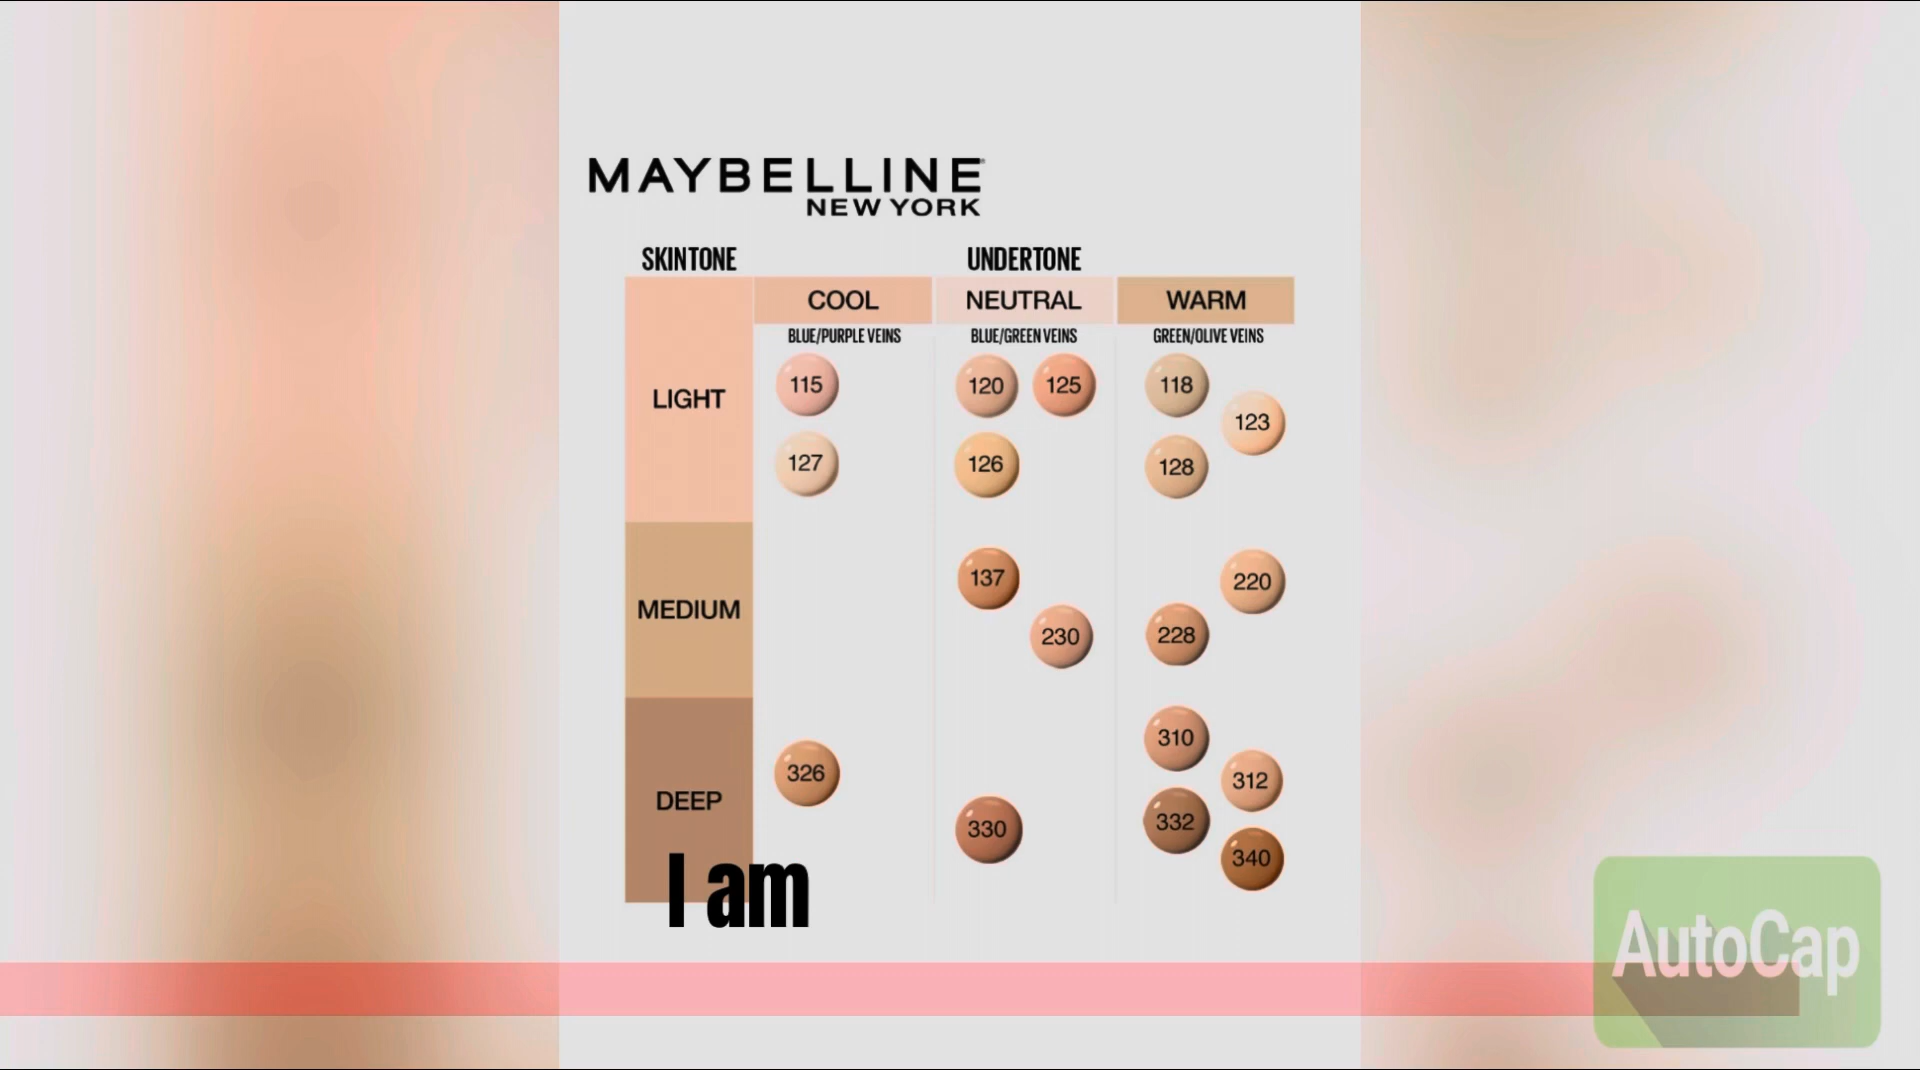 MAYBELLINE
NEW YORK
SKINTONE UNDERTONE
COOL NEUTRAL WARM
BLUE/PURPLE VEINS BLUE/GREEN VEINS GREEN/OLIVE VEINS
LIGHT
115 120 125 118
123
127 126 128
MEDIUM
137 220
230 228
DEEP
310
326 312
330 332
340
I am
AutoCap